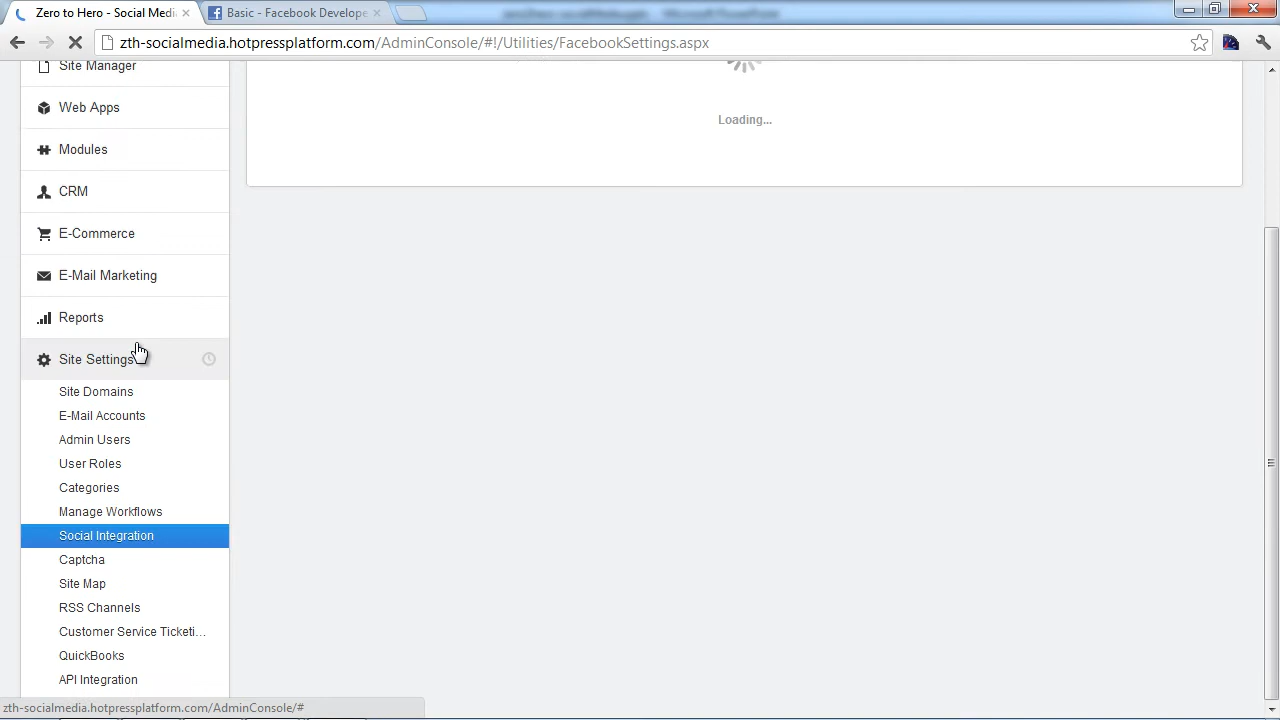 Zero to Hero - Social Medi
Basic - Facebook Develope
Microsoft PowerPoint
zth-socialmedia.hotpressplatform.com/AdminConsole/#!/Utilities/FacebookSettings.aspx
Site Manager
Web Apps
Modules
CRM
E-Commerce
E-Mail Marketing
Reports
Site Settings
Site Domains
E-Mail Accounts
Admin Users
User Roles
Categories
Manage Workflows
Social Integration
Captcha
Site Map
RSS Channels
Customer Service Ticketi...
QuickBooks
API Integration
Loading...
zth-socialmedia.hotpressplatform.com/AdminConsole/#